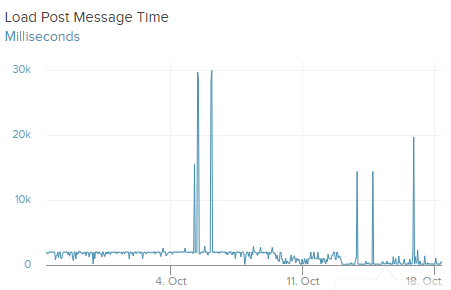 Load Post Message Time
Milliseconds
30k
20k
10k
0
4. Oct
11. Oct
18. Oct